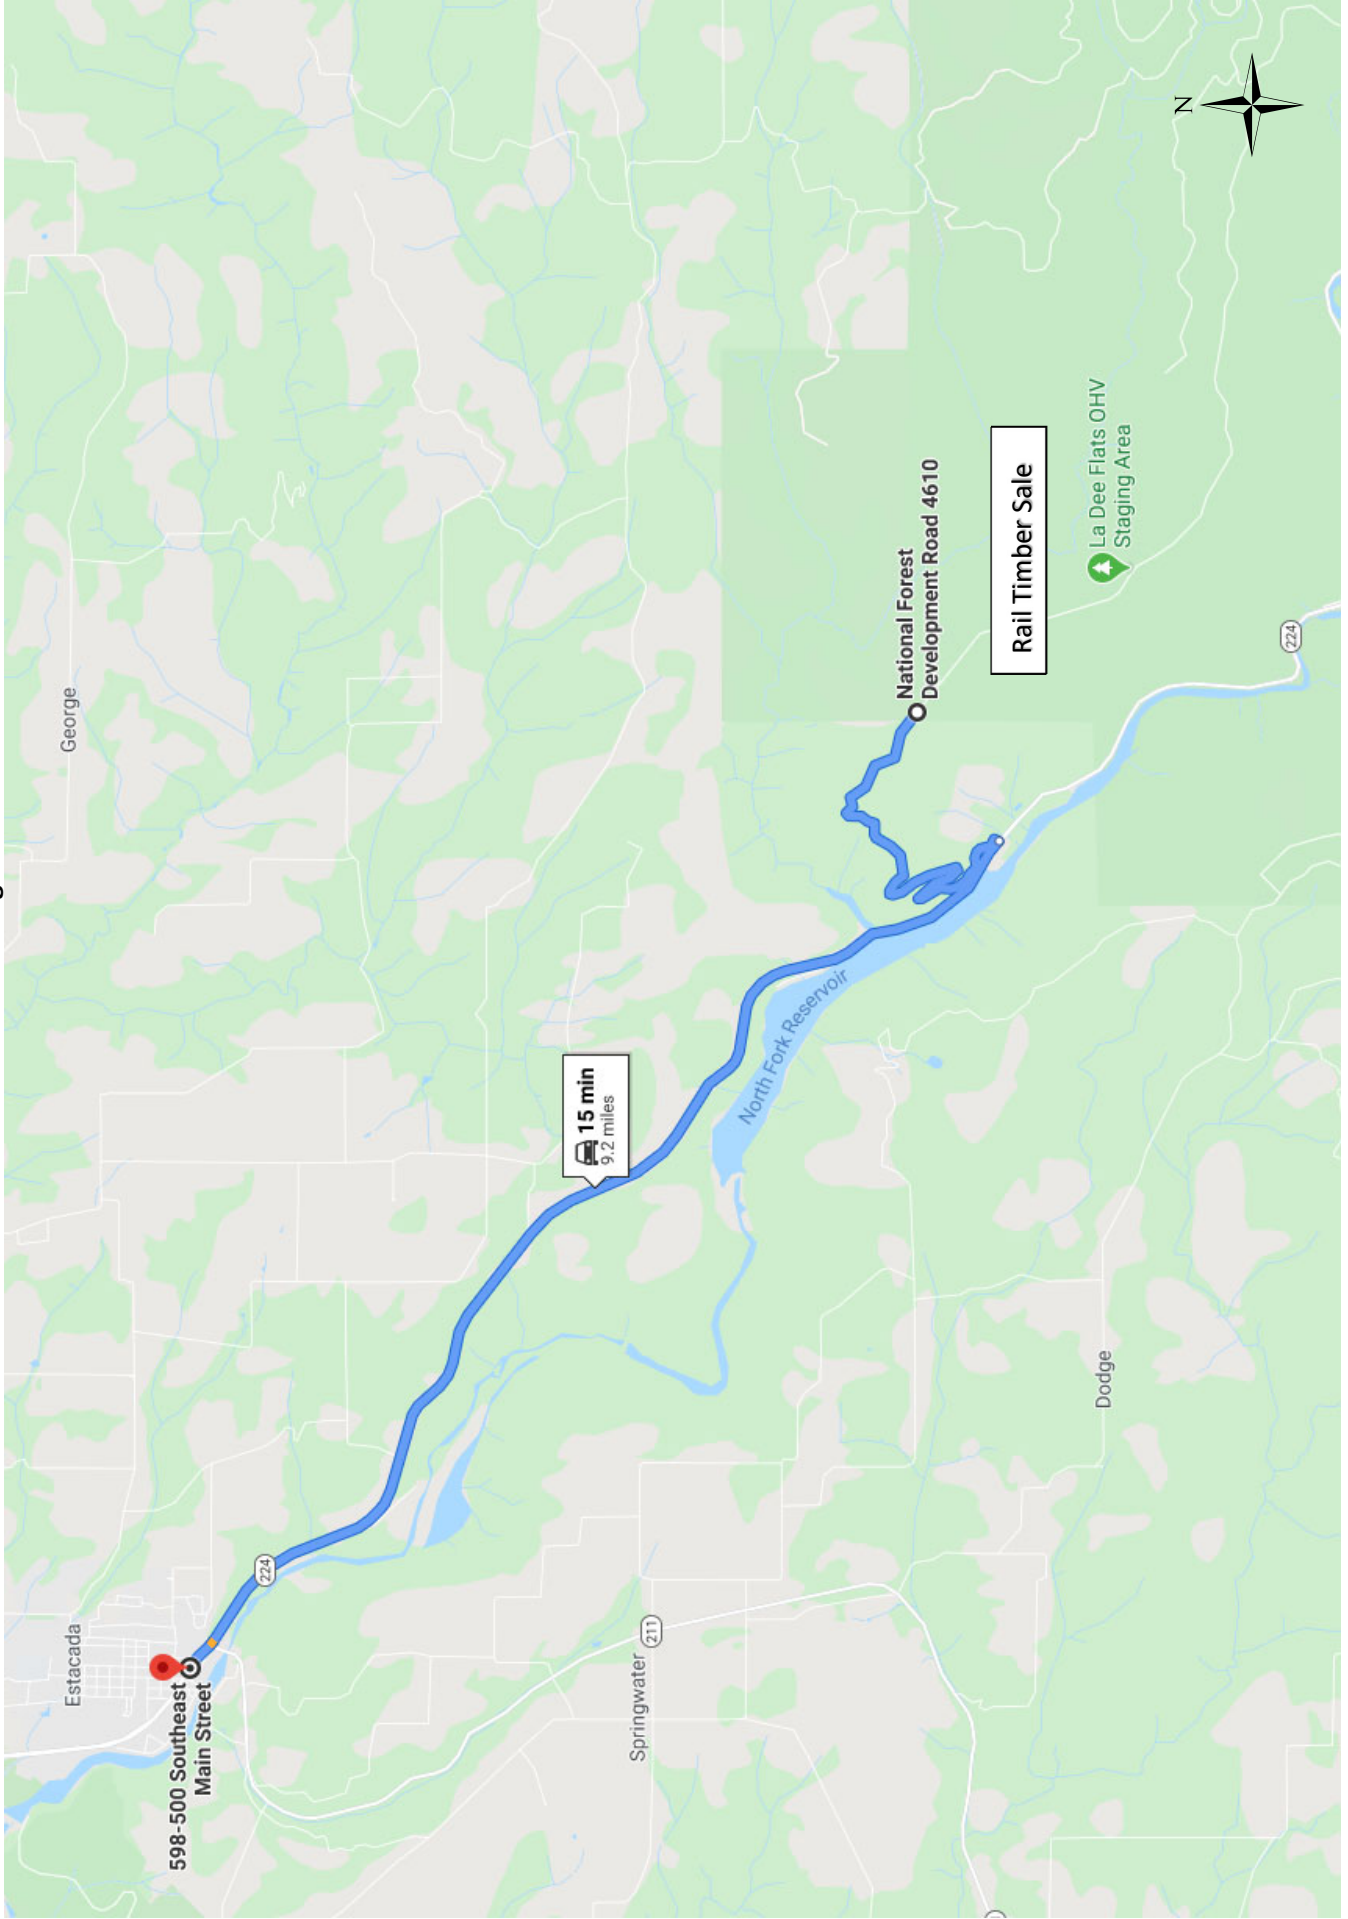 George
Estacada
598-500 Southeast
Main Street
224
15 min
9.2 miles
North Fork Reservoir
National Forest
Development Road 4610
Rail Timber Sale
La Dee Flats OHV
Staging Area
224
Springwater
211
Dodge
N